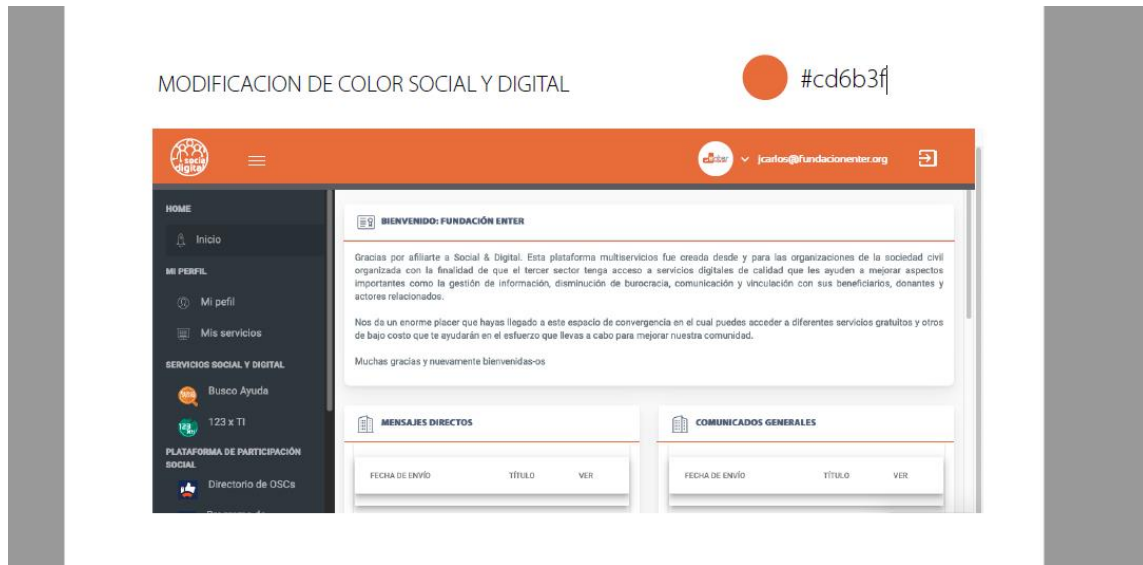 MODIFICACION DE COLOR SOCIAL Y DIGITAL
#cd6b3f
social
digital
jcarlos@fundacionenter.org
HOME
Inicio
MI PERFIL
Mi pefil
Mis servicios
SERVICIOS SOCIAL Y DIGITAL
Busco Ayuda
123 x TI
PLATAFORMA DE PARTICIPACIÓN
SOCIAL
Directorio de OSCs
BIENVENIDO: FUNDACIÓN ENTER
Gracias por afiliarte a Social & Digital. Esta plataforma multiservicios fue creada desde y para las organizaciones de la sociedad civil
organizada con la finalidad de que el tercer sector tenga acceso a servicios digitales de calidad que les ayuden a mejorar aspectos
importantes como la gestión de información, disminución de burocracia, comunicación y vinculación con sus beneficiarios, donantes y
actores relacionados.
Nos da un enorme placer que hayas llegado a este espacio de convergencia en el cual puedes acceder a diferentes servicios gratuitos y otros
de bajo costo que te ayudarán en el esfuerzo que llevas a cabo para mejorar nuestra comunidad.
Muchas gracias y nuevamente bienvenidas-os
MENSAJES DIRECTOS
FECHA DE ENVÍO TÍTULO VER
COMUNICADOS GENERALES
FECHA DE ENVÍO TÍTULO VER